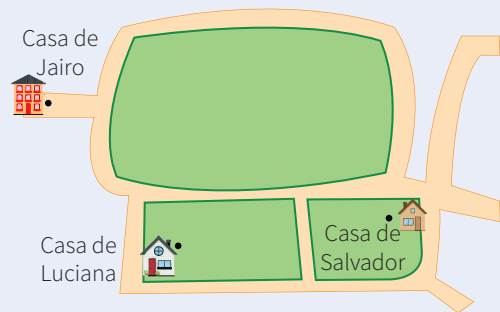 Casa de
Jairo
Casa de
Salvador
Casa de
Luciana